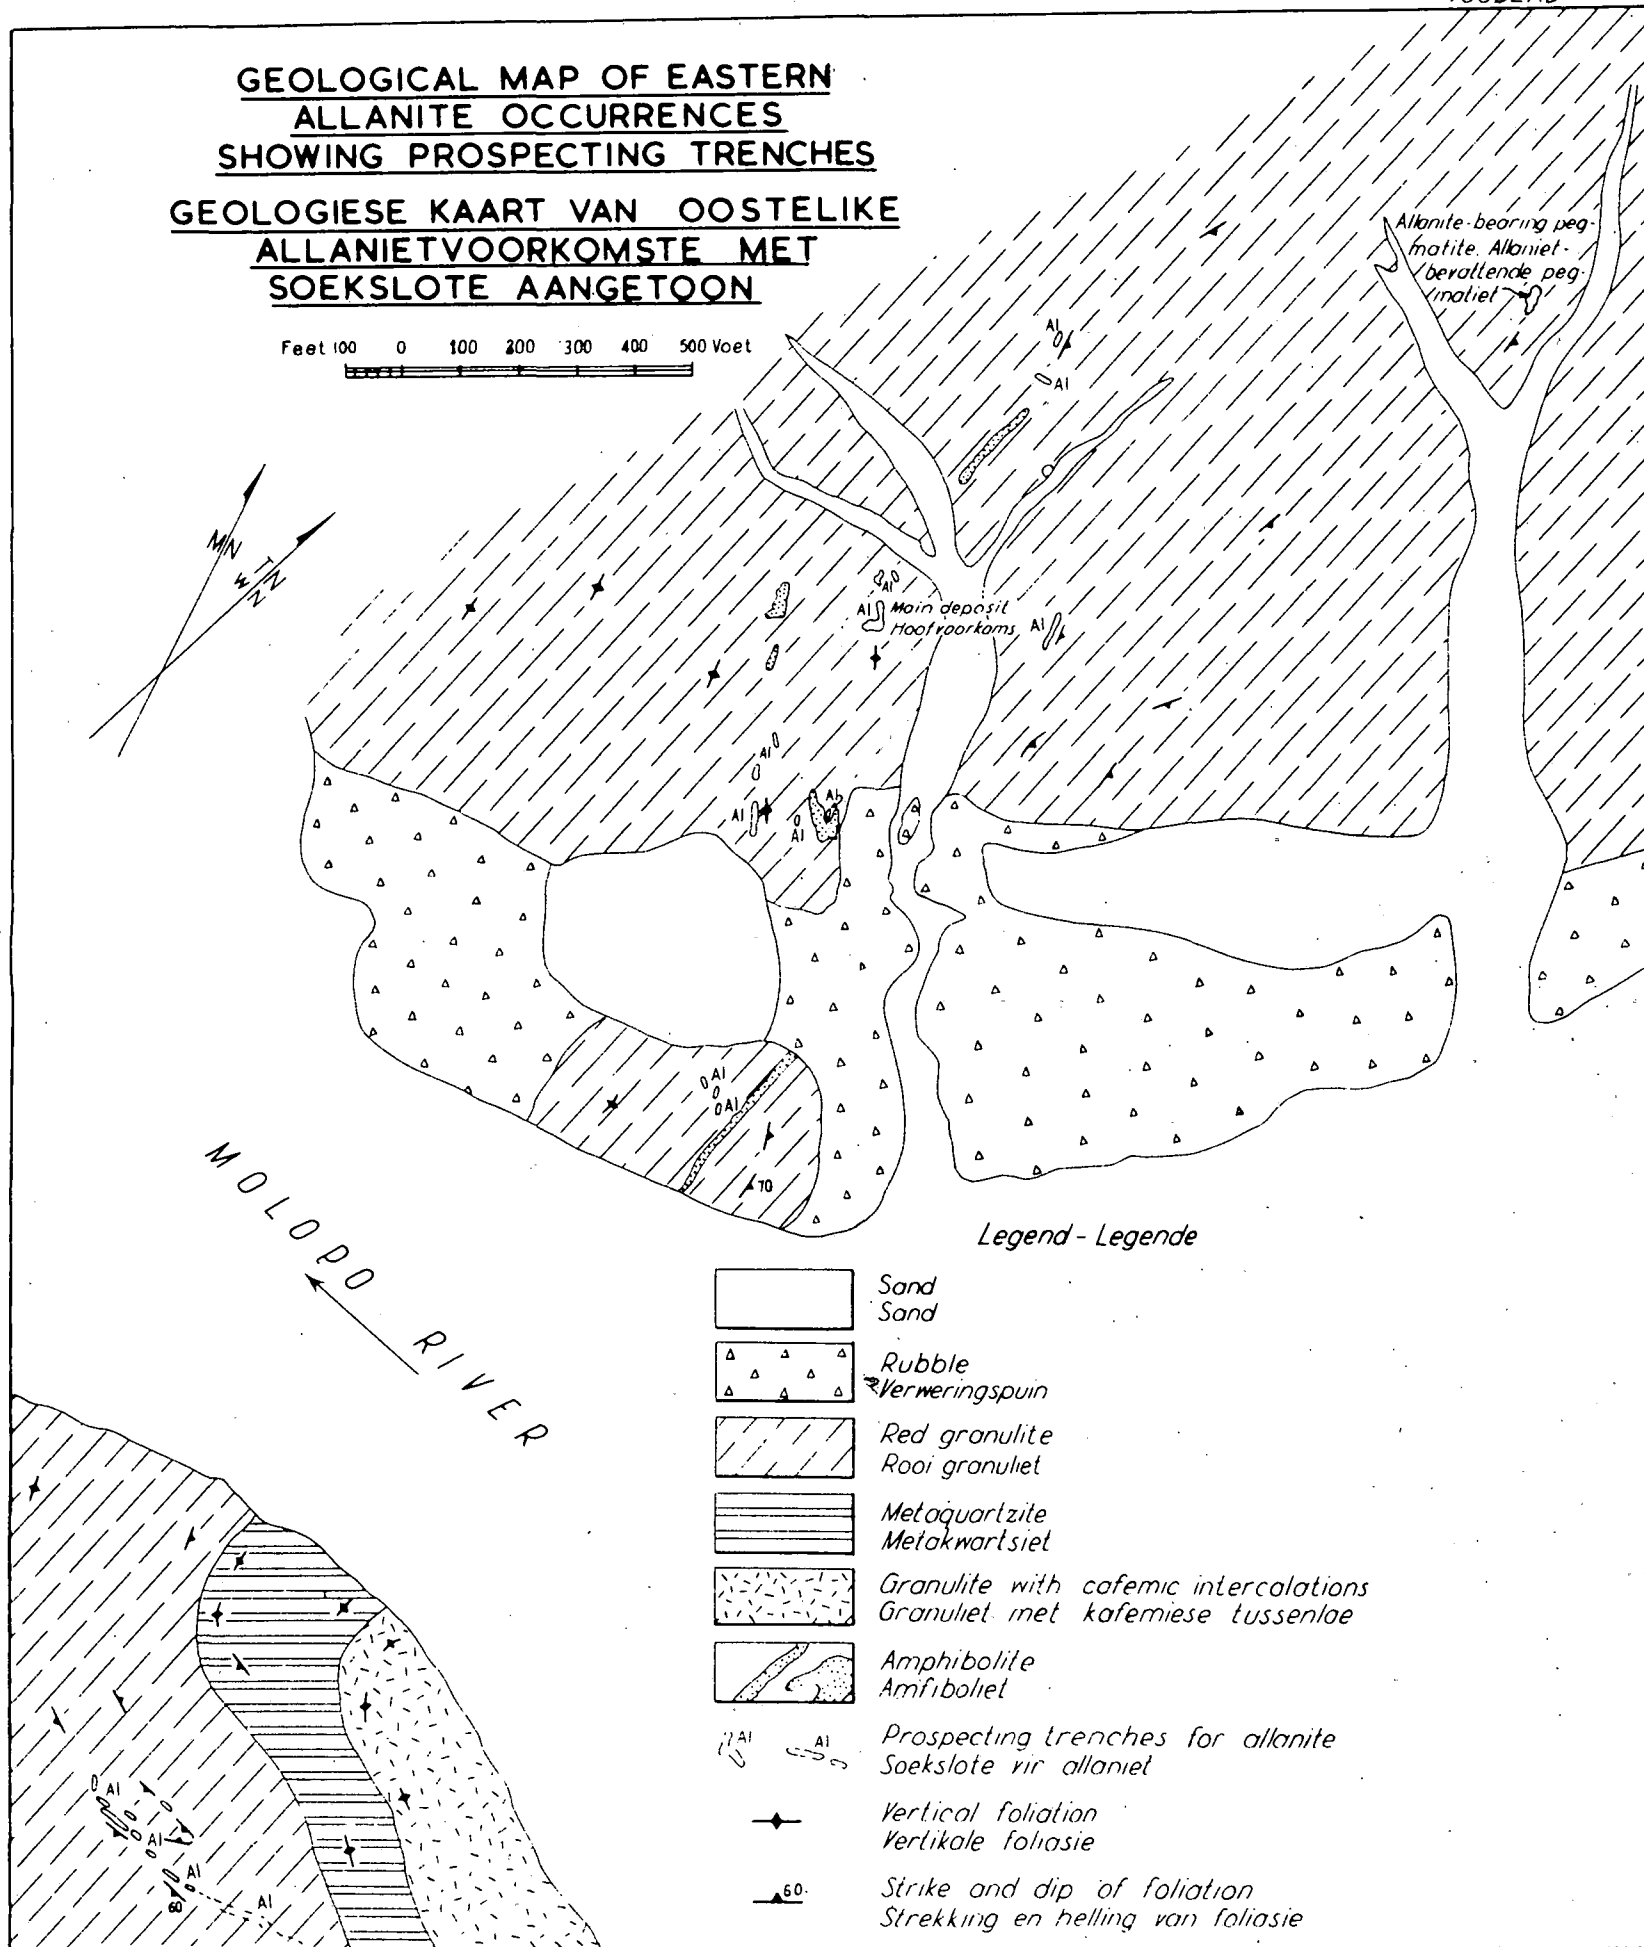 GEOLOGICAL MAP OF EASTERN
ALLANITE OCCURRENCES
SHOWING PROSPECTING TRENCHES
GEOLOGIESE KAART VAN OOSTELIKE
ALLANIETVOORKOMSTE MET
SOEKSLOTE AANGETOON
Feet 100 0 100 200 300 400 500 Voet
Allanite-bearing peg-
matite. Allaniet-
bevattende peg-
matiet
Al
Al
MN
TN
WN
Al
Al Main deposit
Hoofvoorkoms, Al
Al
Al
Al
Al
Al
Al
70
MOLOPO RIVER
Legend - Legende
Sand
Sand
Rubble
Verweringspuin
Red granulite
Rooi granuliet
Metaquartzite
Metakwartsiet
Granulite with cafemic intercalations
Granuliet met kafemiese tussenlae
Amphibolite
Amfiboliet
Al Al Prospecting trenches for allanite
Soekslote vir allaniet
Vertical foliation
Vertikale foliasie
60 Strike and dip of foliation
Strekking en helling van foliasie
Al
Al
Al
60
Al